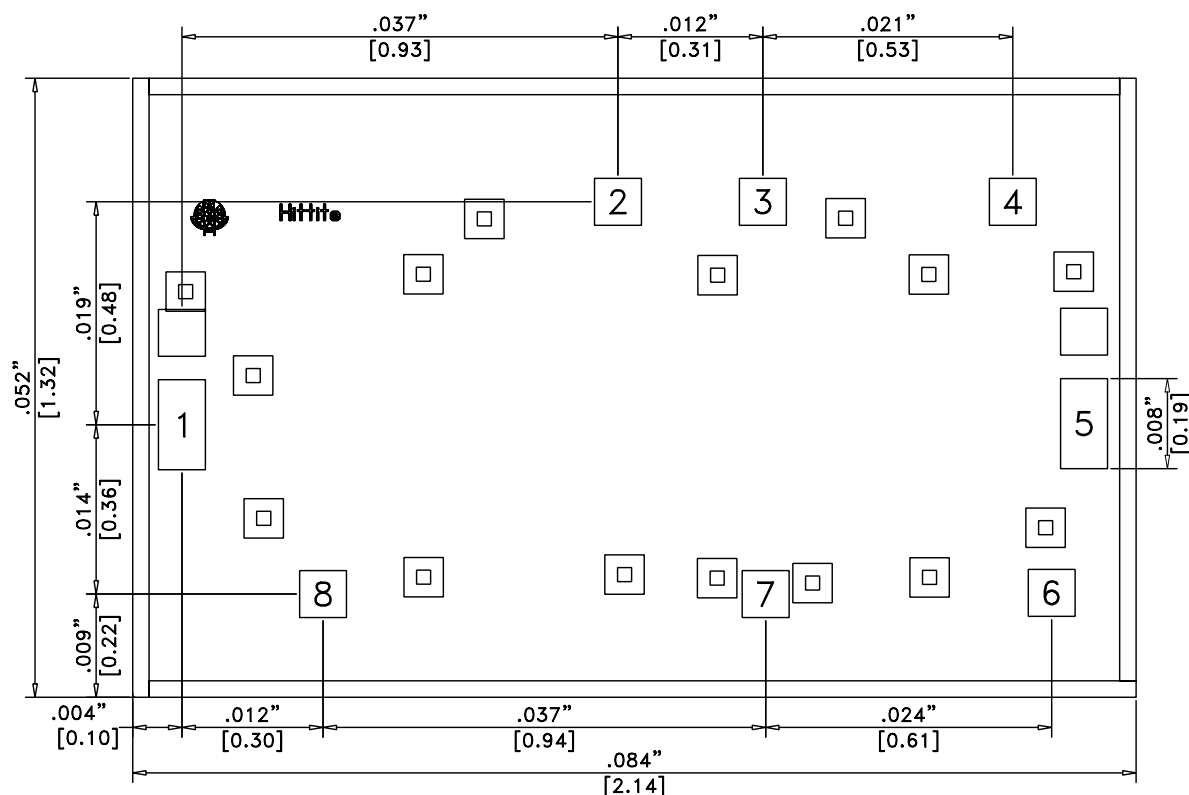 .037” .012” .021”
[0.93] [0.31] [0.53]
2 3 4
Hittite
.019”
[0.48]
.052”
[1.32]
1 5
.008”
[0.19]
.014”
[0.36]
8 7 6
.009”
[0.22]
.004” .012” .037” .024”
[0.10] [0.30] [0.94] [0.61]
.084”
[2.14]